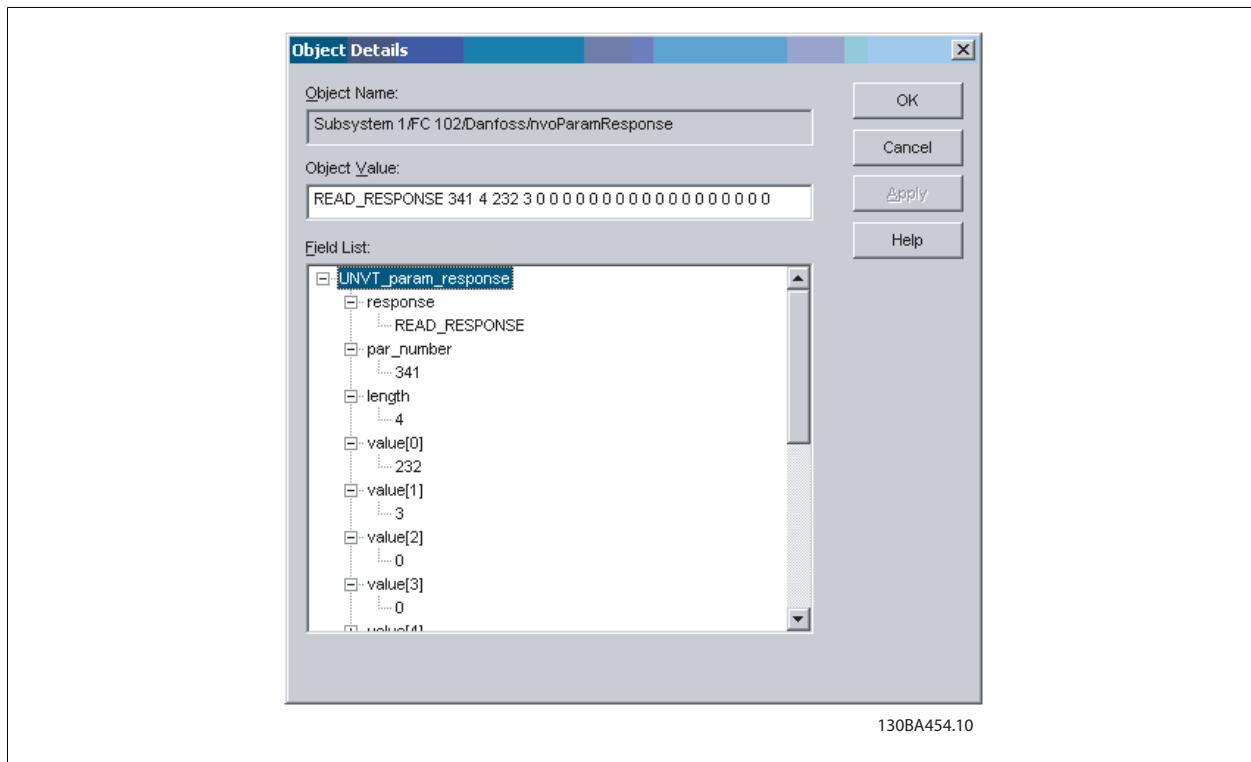 Object Details
Object Name:
Subsystem 1/FC 102/Danfoss/nvoParamResponse
Object Value:
READ_RESPONSE 341 4 232 3 0 0 0 0 0 0 0 0 0 0 0 0 0 0 0 0 0 0
Field List:
UNVT_param_response
response
READ_RESPONSE
par_number
341
length
4
value[0]
232
value[1]
3
value[2]
0
value[3]
0
value[4]
OK
Cancel
Apply
Help
130BA454.10